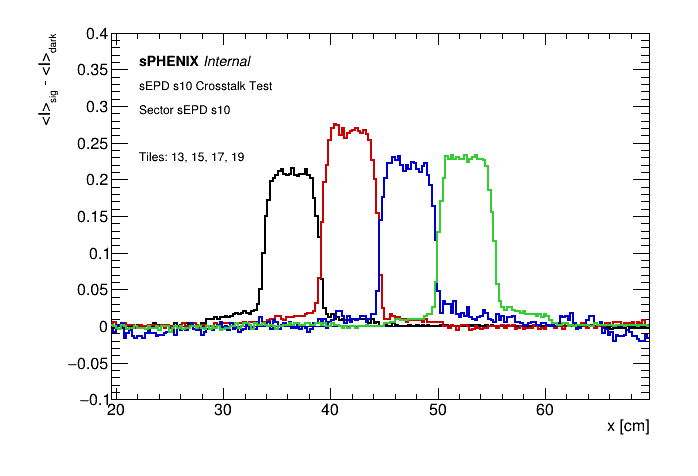 <I>sig - <I>dark
0.4
0.35
0.3
0.25
0.2
0.15
0.1
0.05
0
−0.05
−0.1
sPHENIX Internal
sEPD s10 Crosstalk Test
Sector sEPD s10
Tiles: 13, 15, 17, 19
20 30 40 50 60
x [cm]